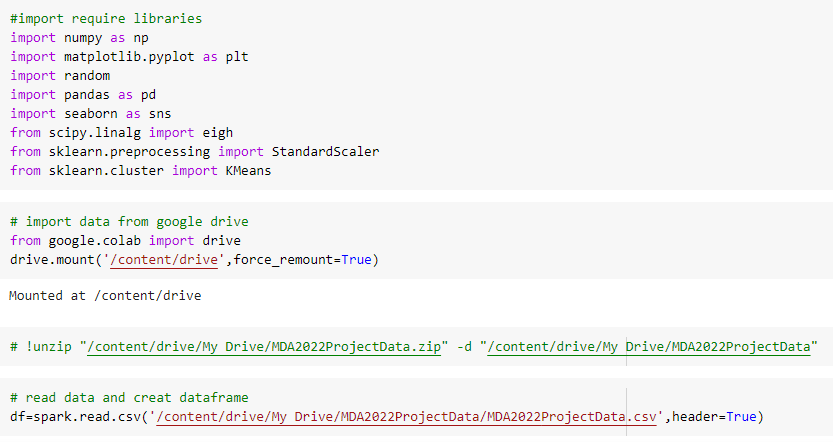 #import require libraries
import numpy as np
import matplotlib.pyplot as plt
import random
import pandas as pd
import seaborn as sns
from scipy.linalg import eigh
from sklearn.preprocessing import StandardScaler
from sklearn.cluster import KMeans
# import data from google drive
from google.colab import drive
drive.mount('/content/drive',force_remount=True)
Mounted at /content/drive
# !unzip "/content/drive/My Drive/MDA2022ProjectData.zip" -d "/content/drive/My Drive/MDA2022ProjectData"
# read data and creat dataframe
df=spark.read.csv('/content/drive/My Drive/MDA2022ProjectData/MDA2022ProjectData.csv',header=True)